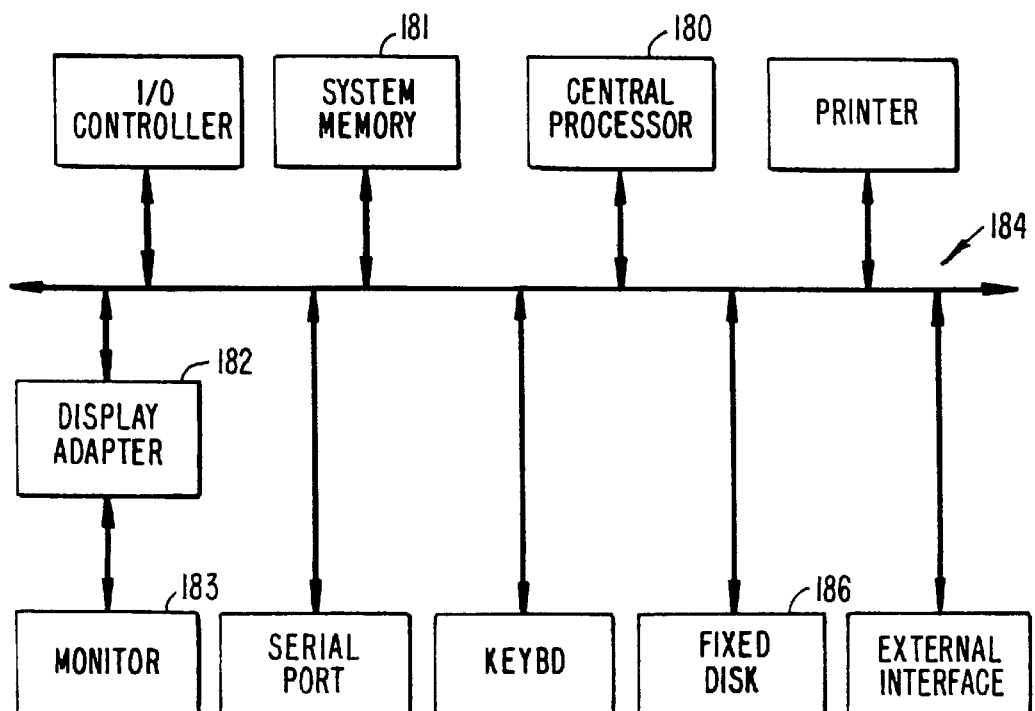 181
180
I/O
CONTROLLER
SYSTEM
MEMORY
CENTRAL
PROCESSOR
PRINTER
184
182
DISPLAY
ADAPTER
183
186
MONITOR
SERIAL
PORT
KEYBD
FIXED
DISK
EXTERNAL
INTERFACE